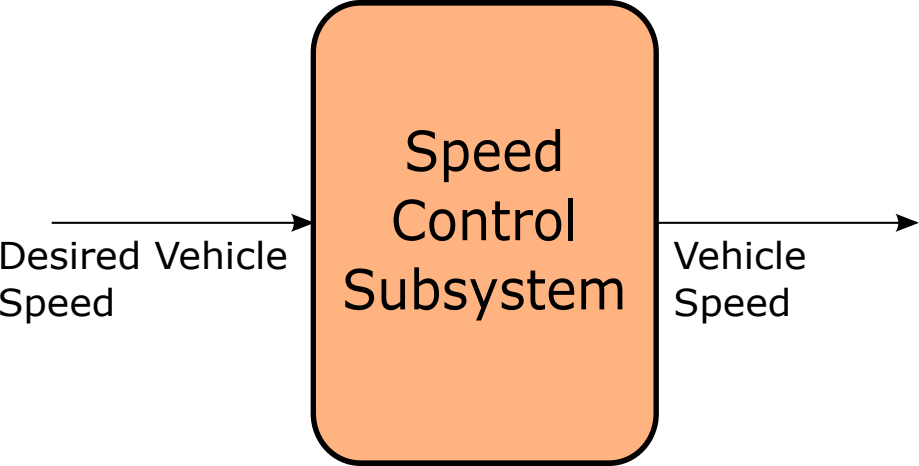 Speed
Control
Subsystem
Desired Vehicle
Speed
Vehicle
Speed